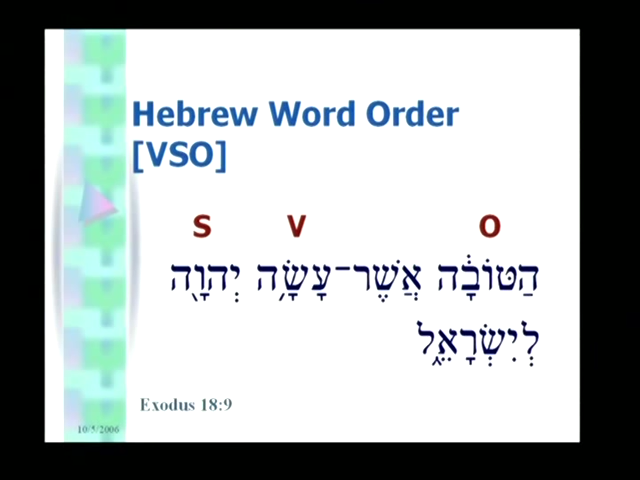 Hebrew Word Order
[VSO]
S V O
הַטּוֹבָ֔ה אֲשֶׁר־עָשָׂ֥ה יְהוָ֖ה
לְיִשְׂרָאֵ֑ל
Exodus 18:9
10/5/2006